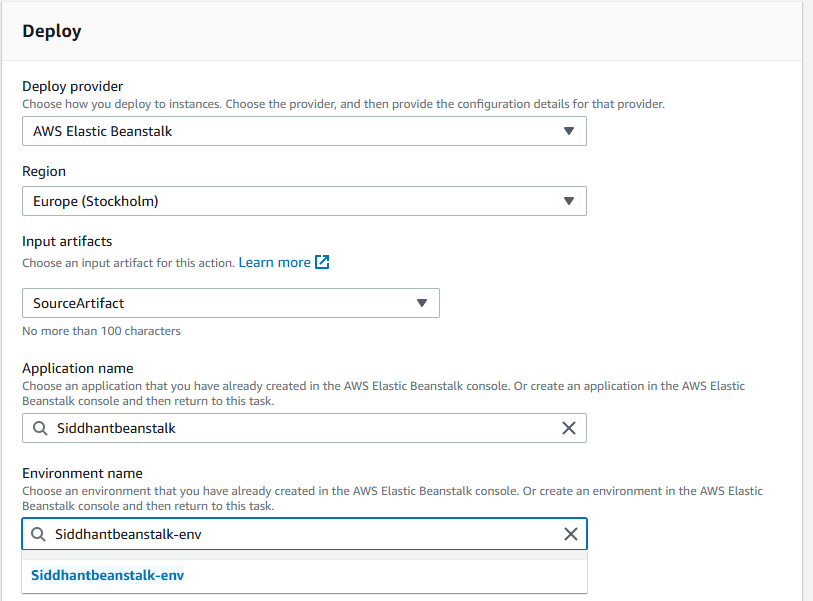 Deploy
Deploy provider
Choose how you deploy to instances. Choose the provider, and then provide the configuration details for that provider.
AWS Elastic Beanstalk
Region
Europe (Stockholm)
Input artifacts
Choose an input artifact for this action. Learn more
SourceArtifact
No more than 100 characters
Application name
Choose an application that you have already created in the AWS Elastic Beanstalk console. Or create an application in the AWS Elastic
Beanstalk console and then return to this task.
Siddhantbeanstalk
Environment name
Choose an environment that you have already created in the AWS Elastic Beanstalk console. Or create an environment in the AWS Elastic
Beanstalk console and then return to this task.
Siddhantbeanstalk-env
Siddhantbeanstalk-env